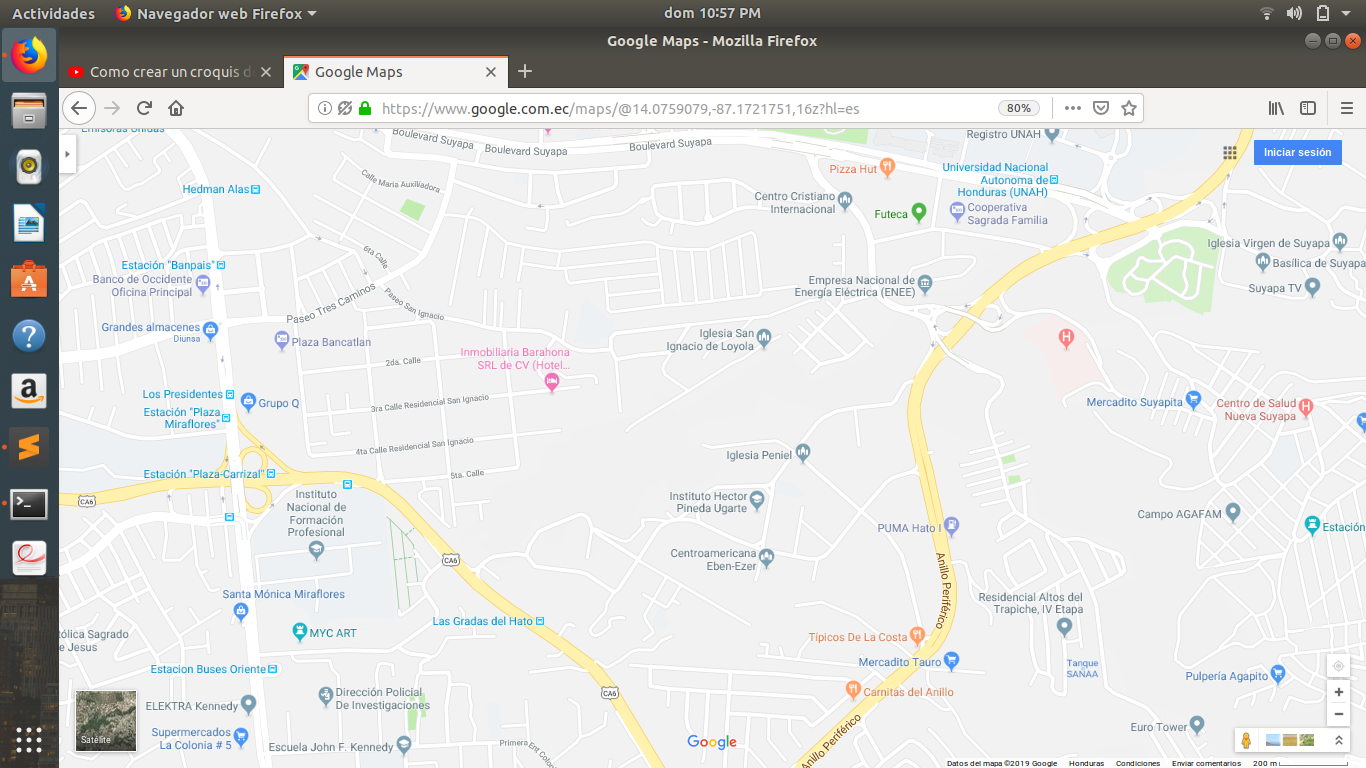 Actividades
Navegador web Firefox
dom 10:57 PM
Google Maps - Mozilla Firefox
Como crear un croquis d
Google Maps
https://www.google.com.ec/maps/@14.0759079,-87.1721751,16z?hl=es
80%
Iniciar sesión
Emisoras Unidas
Boulevard Suyapa
Boulevard Suyapa
Boulevard Suyapa
Registro UNAH
Pizza Hut
Universidad Nacional
Autonoma de
Honduras (UNAH)
Calle Maria Auxiliadora
Hedman Alas
Centro Cristiano
Internacional
Futeca
Cooperativa
Sagrada Familia
Iglesia Virgen de Suyapa
Basílica de Suyapa
Suyapa TV
6ta Calle
Estación "Banpais"
Banco de Occidente
Oficina Principal
Empresa Nacional de
Energía Eléctrica (ENEE)
Paseo Tres Caminos
Paseo San Ignacio
Grandes almacenes
Diunsa
Plaza Bancatlan
Iglesia San
Ignacio de Loyola
Inmobiliaria Barahona
SRL de CV (Hotel...
2da. Calle
Los Presidentes
Estación "Plaza
Miraflores"
Grupo Q
3ra Calle Residencial San Ignacio
Mercadito Suyapita
Centro de Salud
Nueva Suyapa
4ta Calle Residencial San Ignacio
Iglesia Peniel
Estación "Plaza-Carrizal"
5ta. Calle
CA6
Instituto
Nacional de
Formación
Profesional
Instituto Hector
Pineda Ugarte
PUMA Hato I
Campo AGAFAM
Estación
Centroamericana
Eben-Ezer
CA6
Anillo Periférico
Santa Mónica Miraflores
Residencial Altos del
Trapiche, IV Etapa
Las Gradas del Hato
MYC ART
tólica Sagrado
e Jesus
Típicos De La Costa
Mercadito Tauro
Tanque
SAÑAA
Estacion Buses Oriente
Pulpería Agapito
Carnitas del Anillo
CA6
Dirección Policial
De Investigaciones
ELEKTRA Kennedy
Supermercados
La Colonia # 5
Escuela John F. Kennedy
Primera Ent Colo
Anillo Periférico
Euro Tower
Satélite
Google
Datos del mapa ©2019 Google
Honduras
Condiciones
Enviar comentarios
200 m